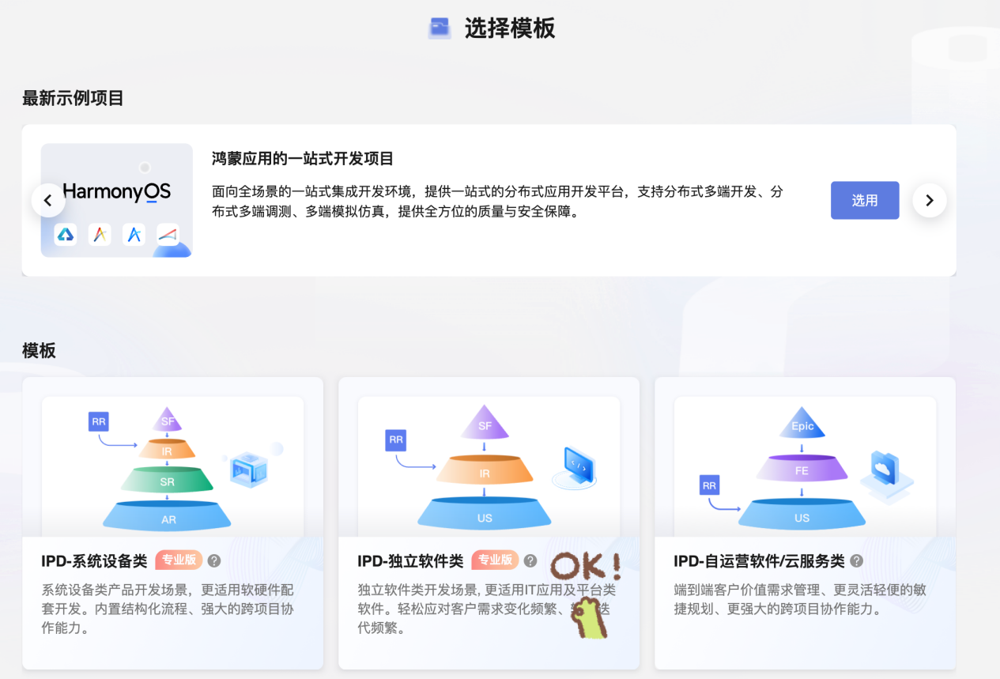 选择模板
最新示例项目
HarmonyOS
鸿蒙应用的一站式开发项目
面向全场景的一站式集成开发环境，提供一站式的分布式应用开发平台，支持分布式多端开发、分
布式多端调测、多端模拟仿真，提供全方位的质量与安全保障。
选用
模板
RR
SF
IR
SR
AR
IPD-系统设备类 专业版 ?
系统设备类产品开发场景，更适用软硬件配
套开发。内置结构化流程、强大的跨项目协
作能力。
RR
SF
IR
US
IPD-独立软件类 专业版 ?
OK!
独立软件类开发场景, 更适用IT应用及平台类
软件。轻松应对客户需求变化频繁、
代频繁。
Epic
FE
RR
US
IPD-自运营软件/云服务类 ?
端到端客户价值需求管理、更灵活轻便的敏
捷规划、更强大的跨项目协作能力。